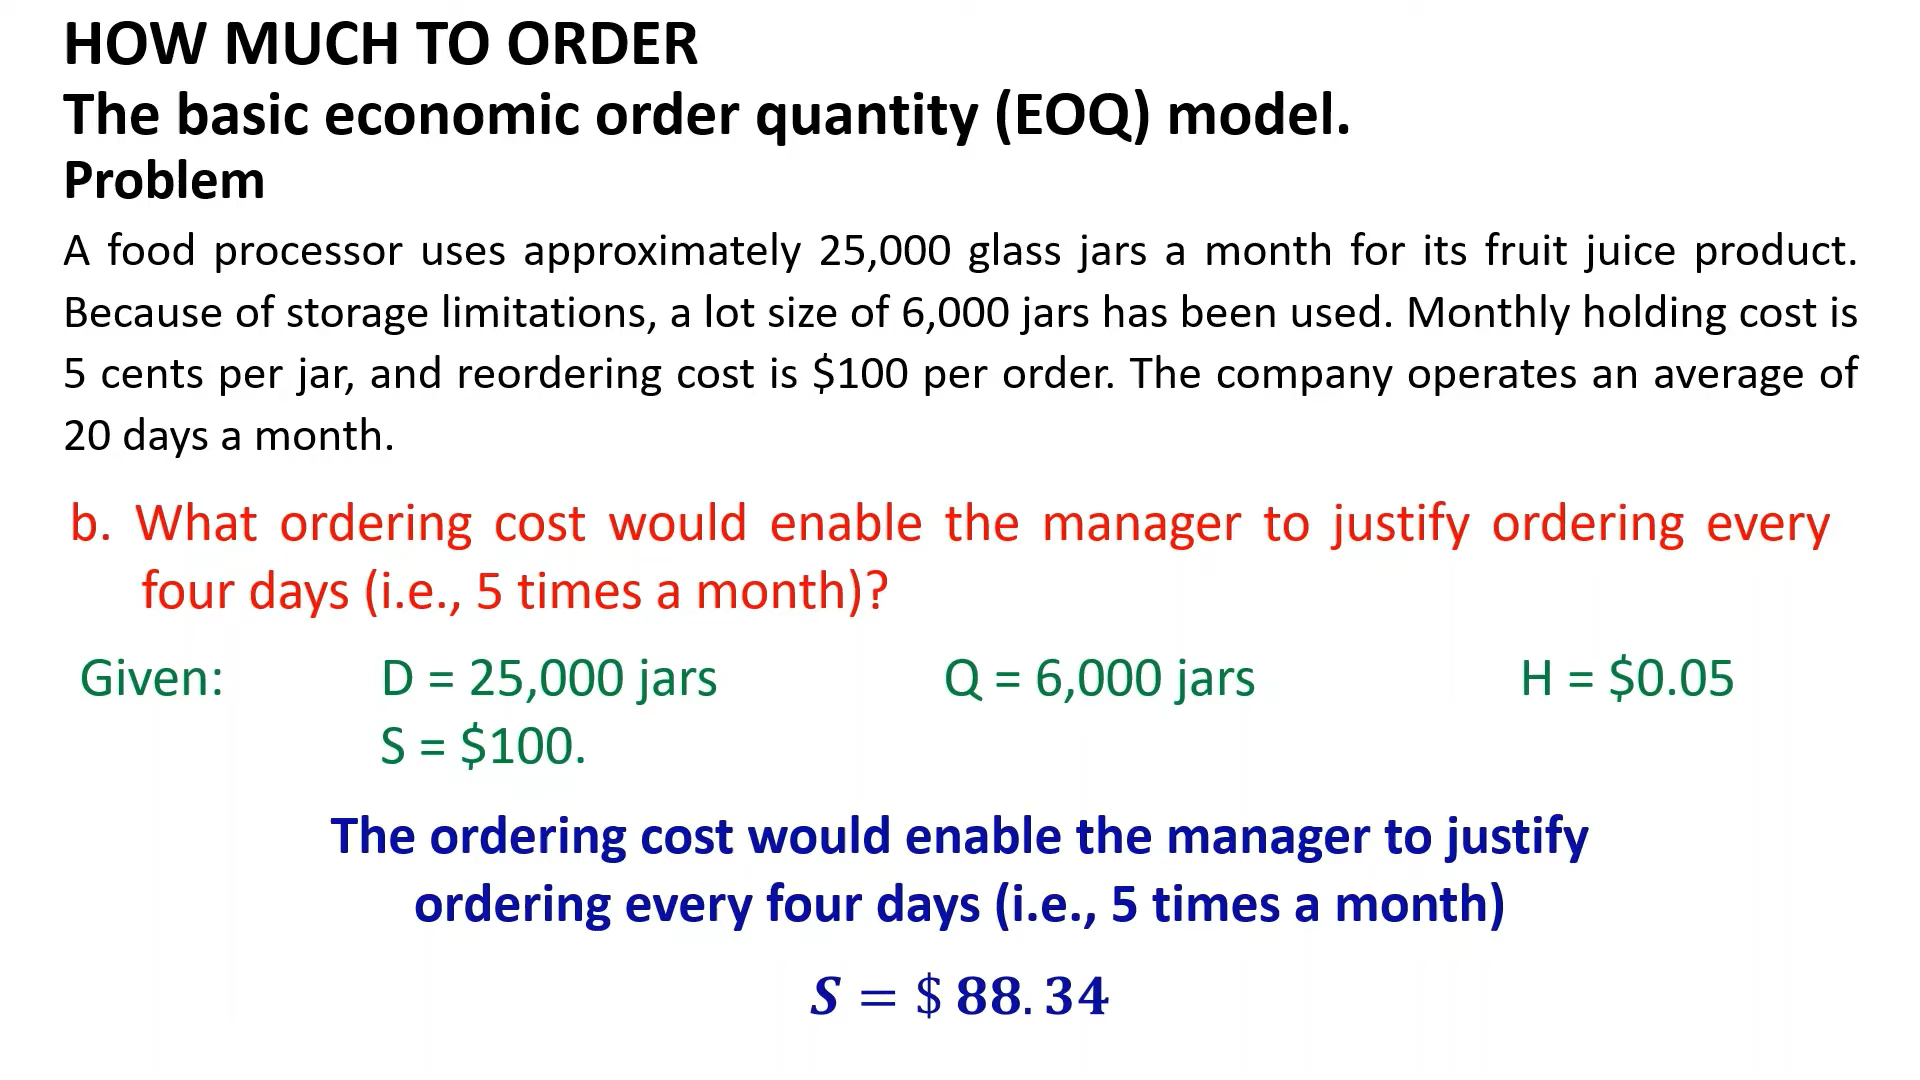 HOW MUCH TO ORDER
The basic economic order quantity (EOQ) model.
Problem
A food processor uses approximately 25,000 glass jars a month for its fruit juice product.
Because of storage limitations, a lot size of 6,000 jars has been used. Monthly holding cost is
5 cents per jar, and reordering cost is $100 per order. The company operates an average of
20 days a month.
b. What ordering cost would enable the manager to justify ordering every
four days (i.e., 5 times a month)?
Given: D = 25,000 jars Q = 6,000 jars H = $0.05
S = $100.
The ordering cost would enable the manager to justify
ordering every four days (i.e., 5 times a month)
S = $ 88.34